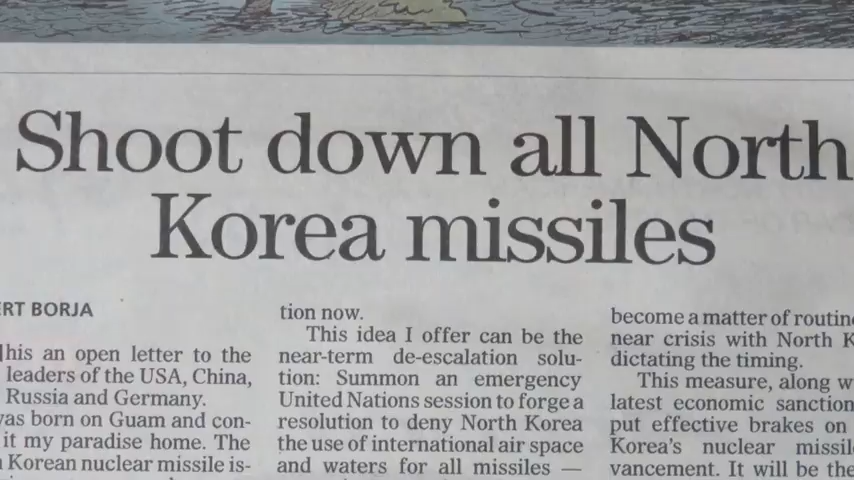 Shoot down all North
Korea missiles
ERT BORJA
his an open letter to the
leaders of the USA, China,
Russia and Germany.
was born on Guam and con-
it my paradise home. The
Korean nuclear missile is-
tion now.
This idea I offer can be the
near-term de-escalation solu-
tion: Summon an emergency
United Nations session to forge a
resolution to deny North Korea
the use of international air space
and waters for all missiles —
become a matter of routine
near crisis with North K
dictating the timing.
This measure, along w
latest economic sanction
put effective brakes on
Korea's nuclear missile
vancement. It will be the